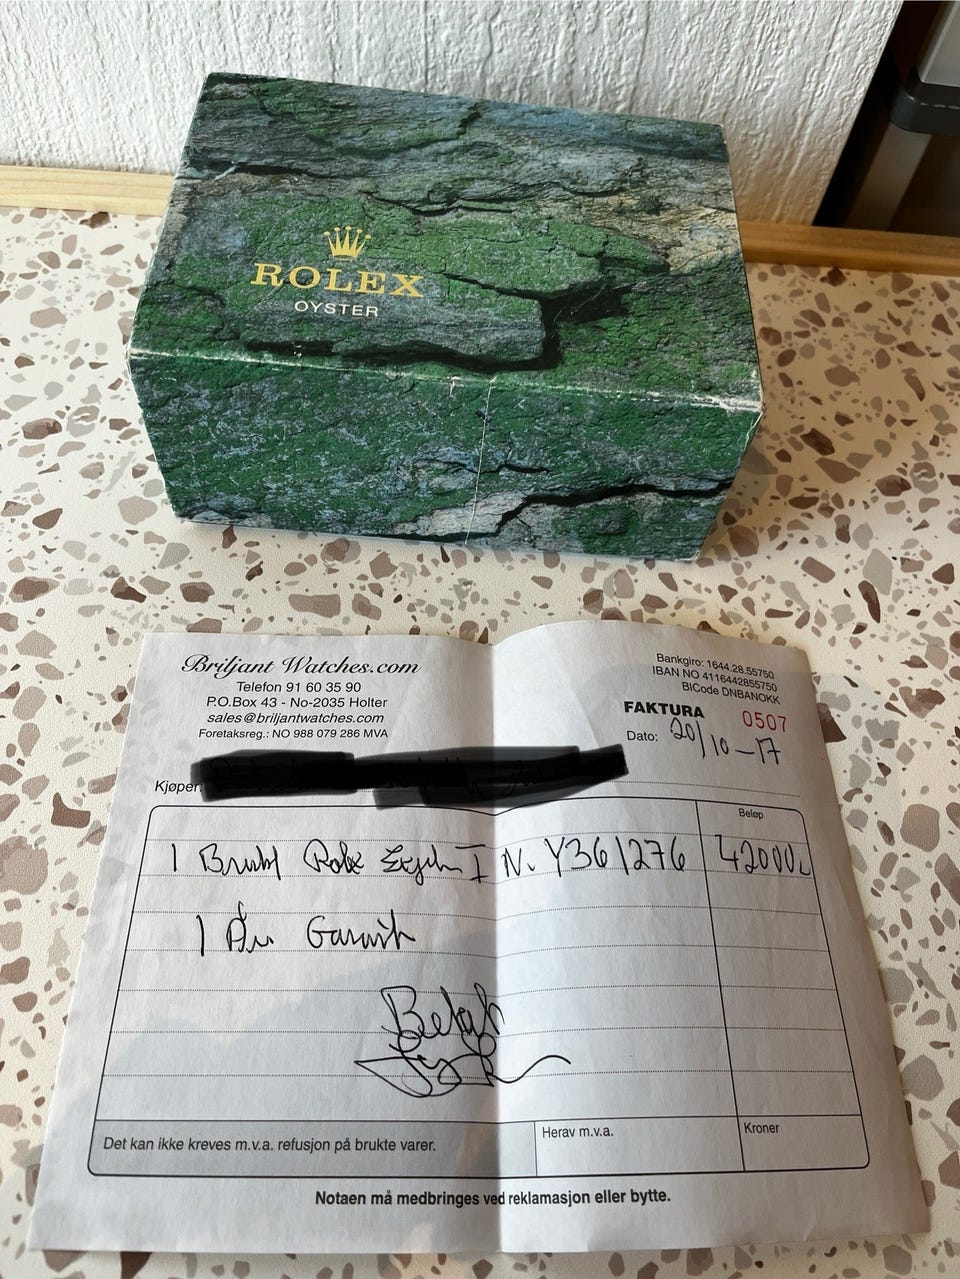 ROLEX
OYSTER
Briljant Watches.com
Telefon 91 60 35 90
P.O.Box 43 - No-2035 Holter
sales@briljantwatches.com
Foretaksreg.: NO 988 079 286 MVA
Bankgiro: 1644.28.55750
IBAN NO 4116442855750
BICode DNBANOKK
FAKTURA 0507
Dato: 20/10-17
Kjøper:
Beløp
1 Brukt Rolex Explorer I N. Y361276 42000
1 År Garanti
Betalt
Det kan ikke kreves m.v.a. refusjon på brukte varer.
Herav m.v.a.
Kroner
Notaen må medbringes ved reklamasjon eller bytte.